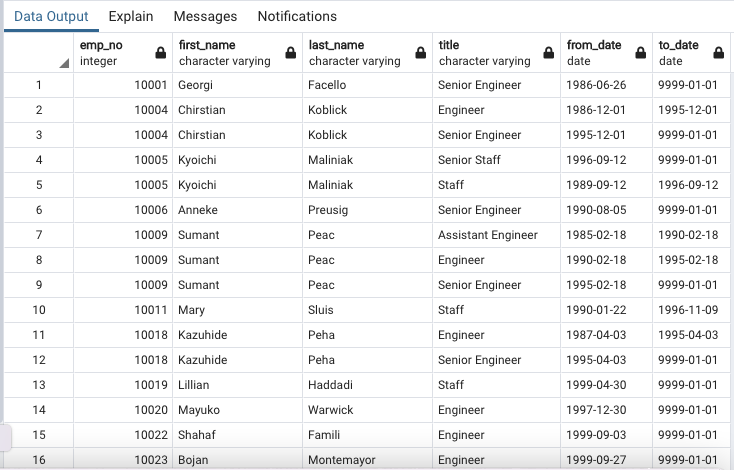 Data Output Explain Messages Notifications
emp_no first_name last_name title from_date to_date
integer character varying character varying character varying date date
1 10001 Georgi Facello Senior Engineer 1986-06-26 9999-01-01
2 10004 Chirstian Koblick Engineer 1986-12-01 1995-12-01
3 10004 Chirstian Koblick Senior Engineer 1995-12-01 9999-01-01
4 10005 Kyoichi Maliniak Senior Staff 1996-09-12 9999-01-01
5 10005 Kyoichi Maliniak Staff 1989-09-12 1996-09-12
6 10006 Anneke Preusig Senior Engineer 1990-08-05 9999-01-01
7 10009 Sumant Peac Assistant Engineer 1985-02-18 1990-02-18
8 10009 Sumant Peac Engineer 1990-02-18 1995-02-18
9 10009 Sumant Peac Senior Engineer 1995-02-18 9999-01-01
10 10011 Mary Sluis Staff 1990-01-22 1996-11-09
11 10018 Kazuhide Peha Engineer 1987-04-03 1995-04-03
12 10018 Kazuhide Peha Senior Engineer 1995-04-03 9999-01-01
13 10019 Lillian Haddadi Staff 1999-04-30 9999-01-01
14 10020 Mayuko Warwick Engineer 1997-12-30 9999-01-01
15 10022 Shahaf Famili Engineer 1999-09-03 9999-01-01
16 10023 Bojan Montemayor Engineer 1999-09-27 9999-01-01